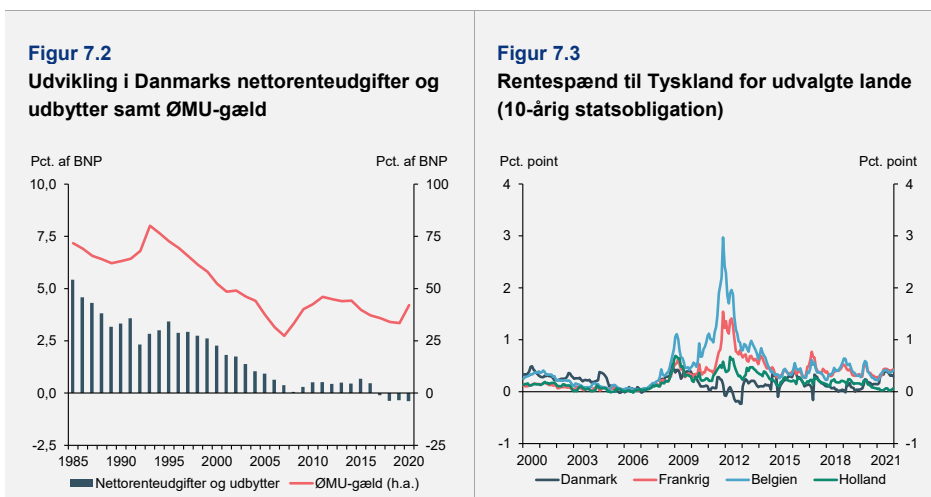 Figur 7.2
Udvikling i Danmarks nettorenteudgifter og
udbytter samt ØMU-gæld
Pct. af BNP Pct. af BNP
10,0 100
7,5 75
5,0 50
2,5 25
0,0 0
-2,5 -25
1985 1990 1995 2000 2005 2010 2015 2020
Nettorenteudgifter og udbytter ØMU-gæld (h.a.)
Figur 7.3
Rentespænd til Tyskland for udvalgte lande
(10-årig statsobligation)
Pct. point Pct. point
4 4
3 3
2 2
1 1
0 0
-1 -1
2000 2003 2006 2009 2012 2015 2018 2021
Danmark Frankrig Belgien Holland